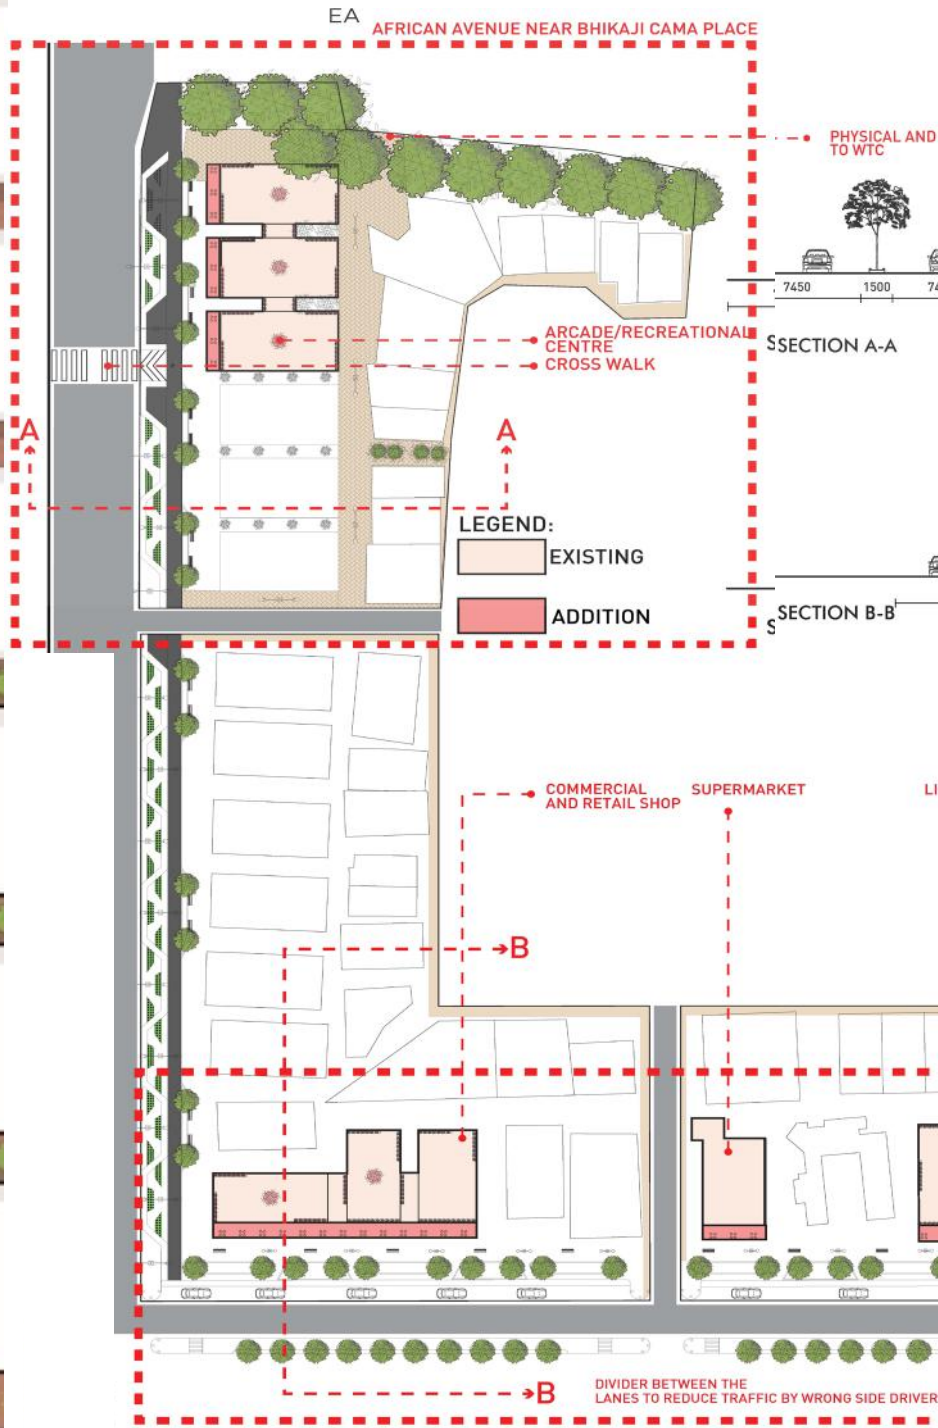 EA
AFRICAN AVENUE NEAR BHIKAJI CAMA PLACE
PHYSICAL AND
TO WTC
7450
1500
SECTION A-A
ARCADE/RECREATIONAL
CENTRE
CROSS WALK
A
A
LEGEND:
EXISTING
ADDITION
SECTION B-B
COMMERCIAL
AND RETAIL SHOP
SUPERMARKET
LI
B
B
DIVIDER BETWEEN THE
LANES TO REDUCE TRAFFIC BY WRONG SIDE DRIVER